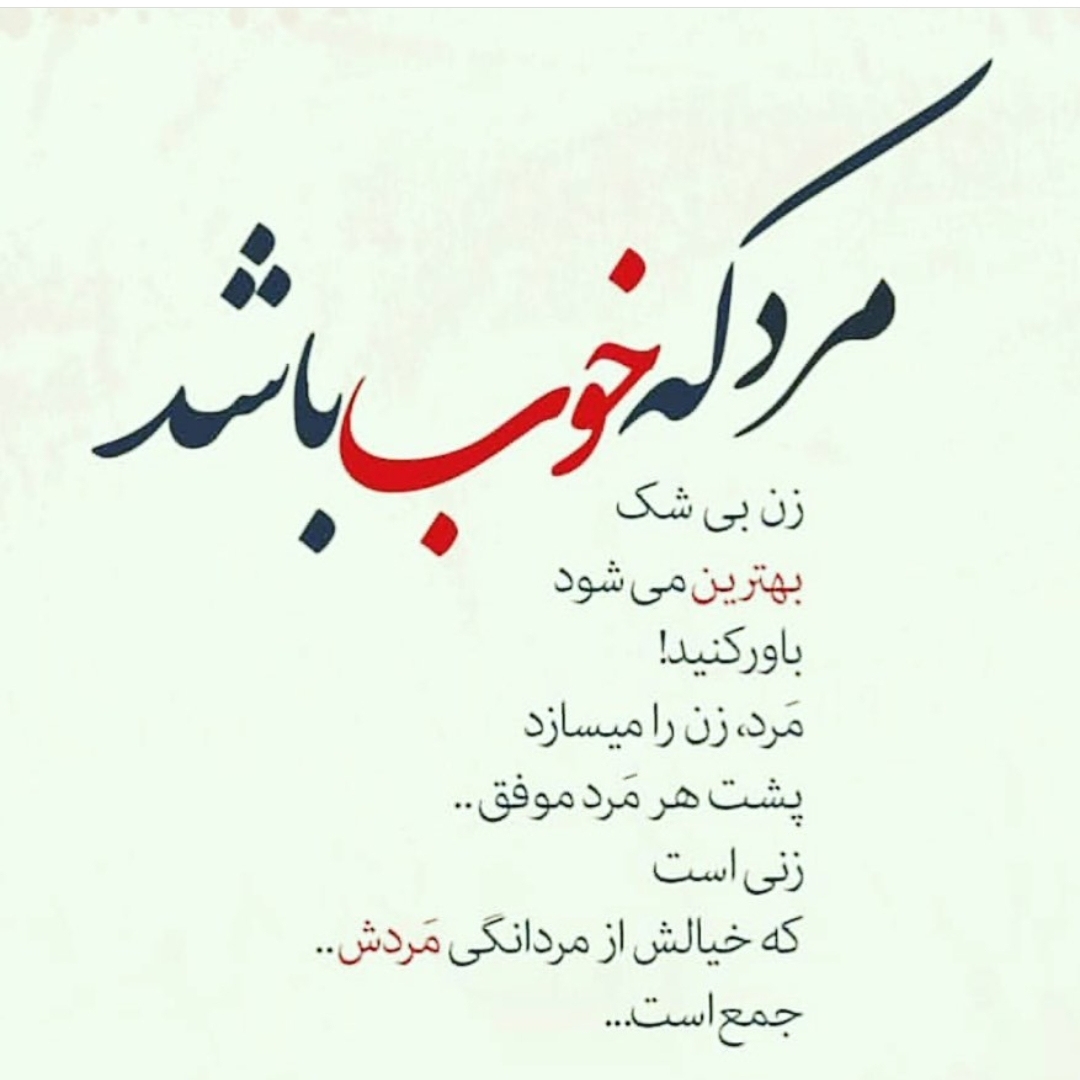 مرد که خوب باشد
زن بی شک
بهترین می شود
باورکنید!
مَرد، زن را میسازد
پشت هر مَرد موفق..
زنی است
که خیالش از مردانگی مَردش..
جمع است...